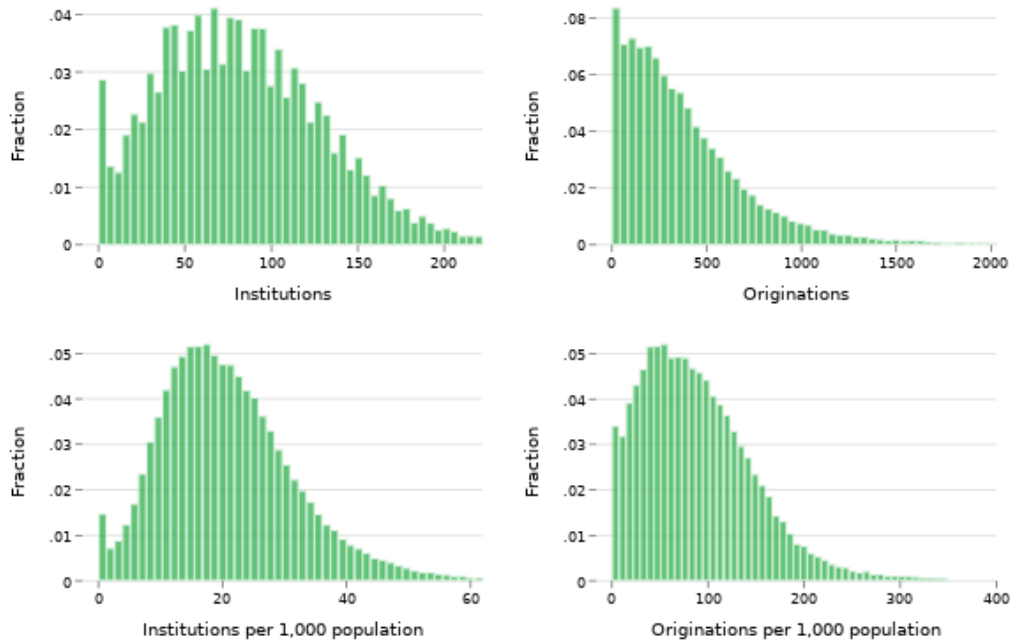 .04
.03
.02
.01
0
Fraction
0 50 100 150 200
Institutions
.08
.06
.04
.02
0
Fraction
0 500 1000 1500 2000
Originations
.05
.04
.03
.02
.01
0
Fraction
0 20 40 60
Institutions per 1,000 population
.05
.04
.03
.02
.01
0
Fraction
0 100 200 300 400
Originations per 1,000 population